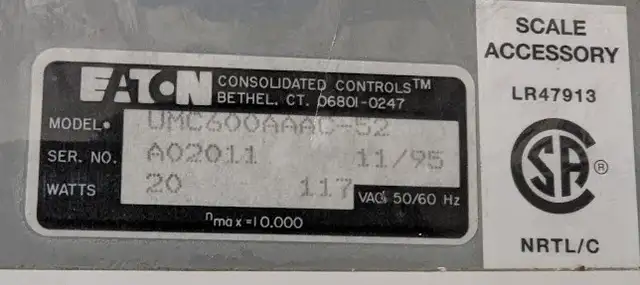 EATON CONSOLIDATED CONTROLS™
BETHEL, CT. 06801-0247
MODEL• UMC600AAAC-52
SER. NO. A02011 11/95
WATTS 20 117 VAC 50/60 Hz
nmax =10.000
SCALE
ACCESSORY
LR47913
CSA ®
NRTL/C